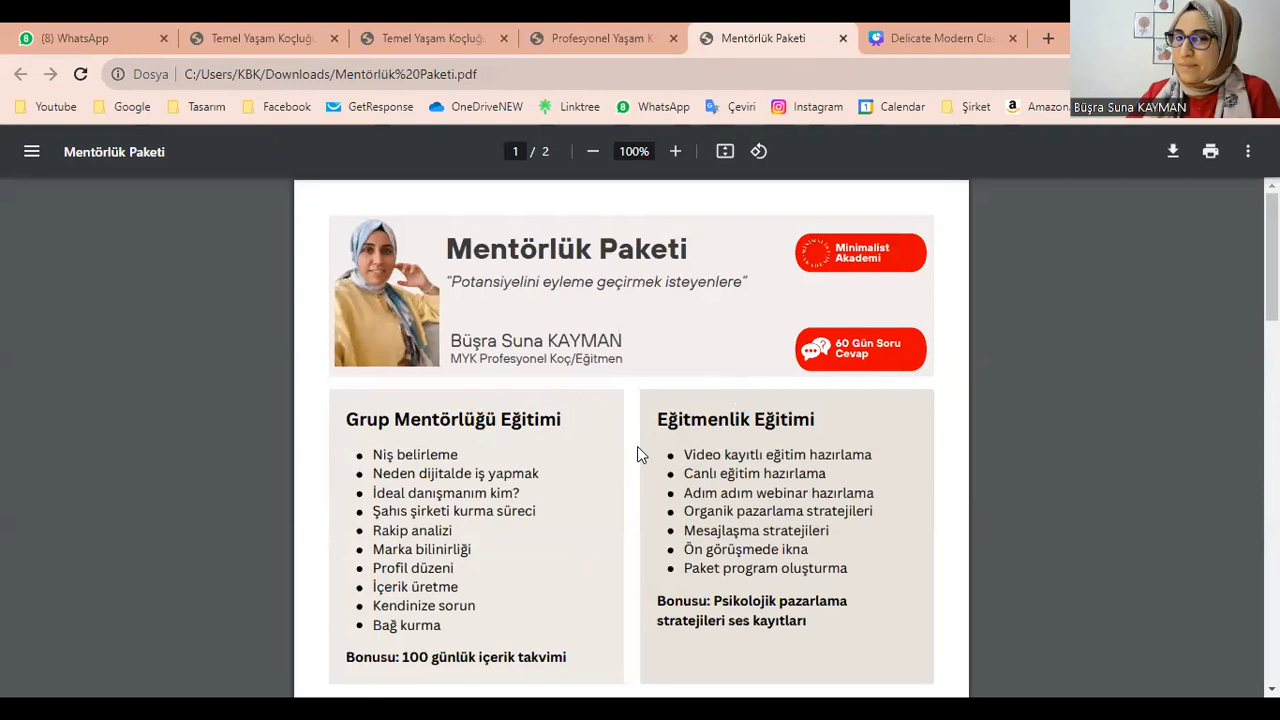 (8) WhatsApp
Temel Yaşam Koçluğu
Temel Yaşam Koçluğu
Profesyonel Yaşam K
Mentörlük Paketi
Delicate Modern Clas
Dosya
C:/Users/KBK/Downloads/Mentörlük%20Paketi.pdf
Youtube
Google
Tasarım
Facebook
GetResponse
OneDriveNEW
Linktree
WhatsApp
Çeviri
Instagram
Calendar
Şirket
Amazon
Büşra Suna KAYMAN
Mentörlük Paketi
1 / 2
100%
Mentörlük Paketi
"Potansiyelini eyleme geçirmek isteyenlere"
Minimalist
Akademi
Büşra Suna KAYMAN
MYK Profesyonel Koç/Eğitmen
60 Gün Soru
Cevap
Grup Mentörlüğü Eğitimi
Niş belirleme
Neden dijitalde iş yapmak
İdeal danışmanım kim?
Şahıs şirketi kurma süreci
Rakip analizi
Marka bilinirliği
Profil düzeni
İçerik üretme
Kendinize sorun
Bağ kurma
Bonusu: 100 günlük içerik takvimi
Eğitmenlik Eğitimi
Video kayıtlı eğitim hazırlama
Canlı eğitim hazırlama
Adım adım webinar hazırlama
Organik pazarlama stratejileri
Mesajlaşma stratejileri
Ön görüşmede ikna
Paket program oluşturma
Bonusu: Psikolojik pazarlama
stratejileri ses kayıtları